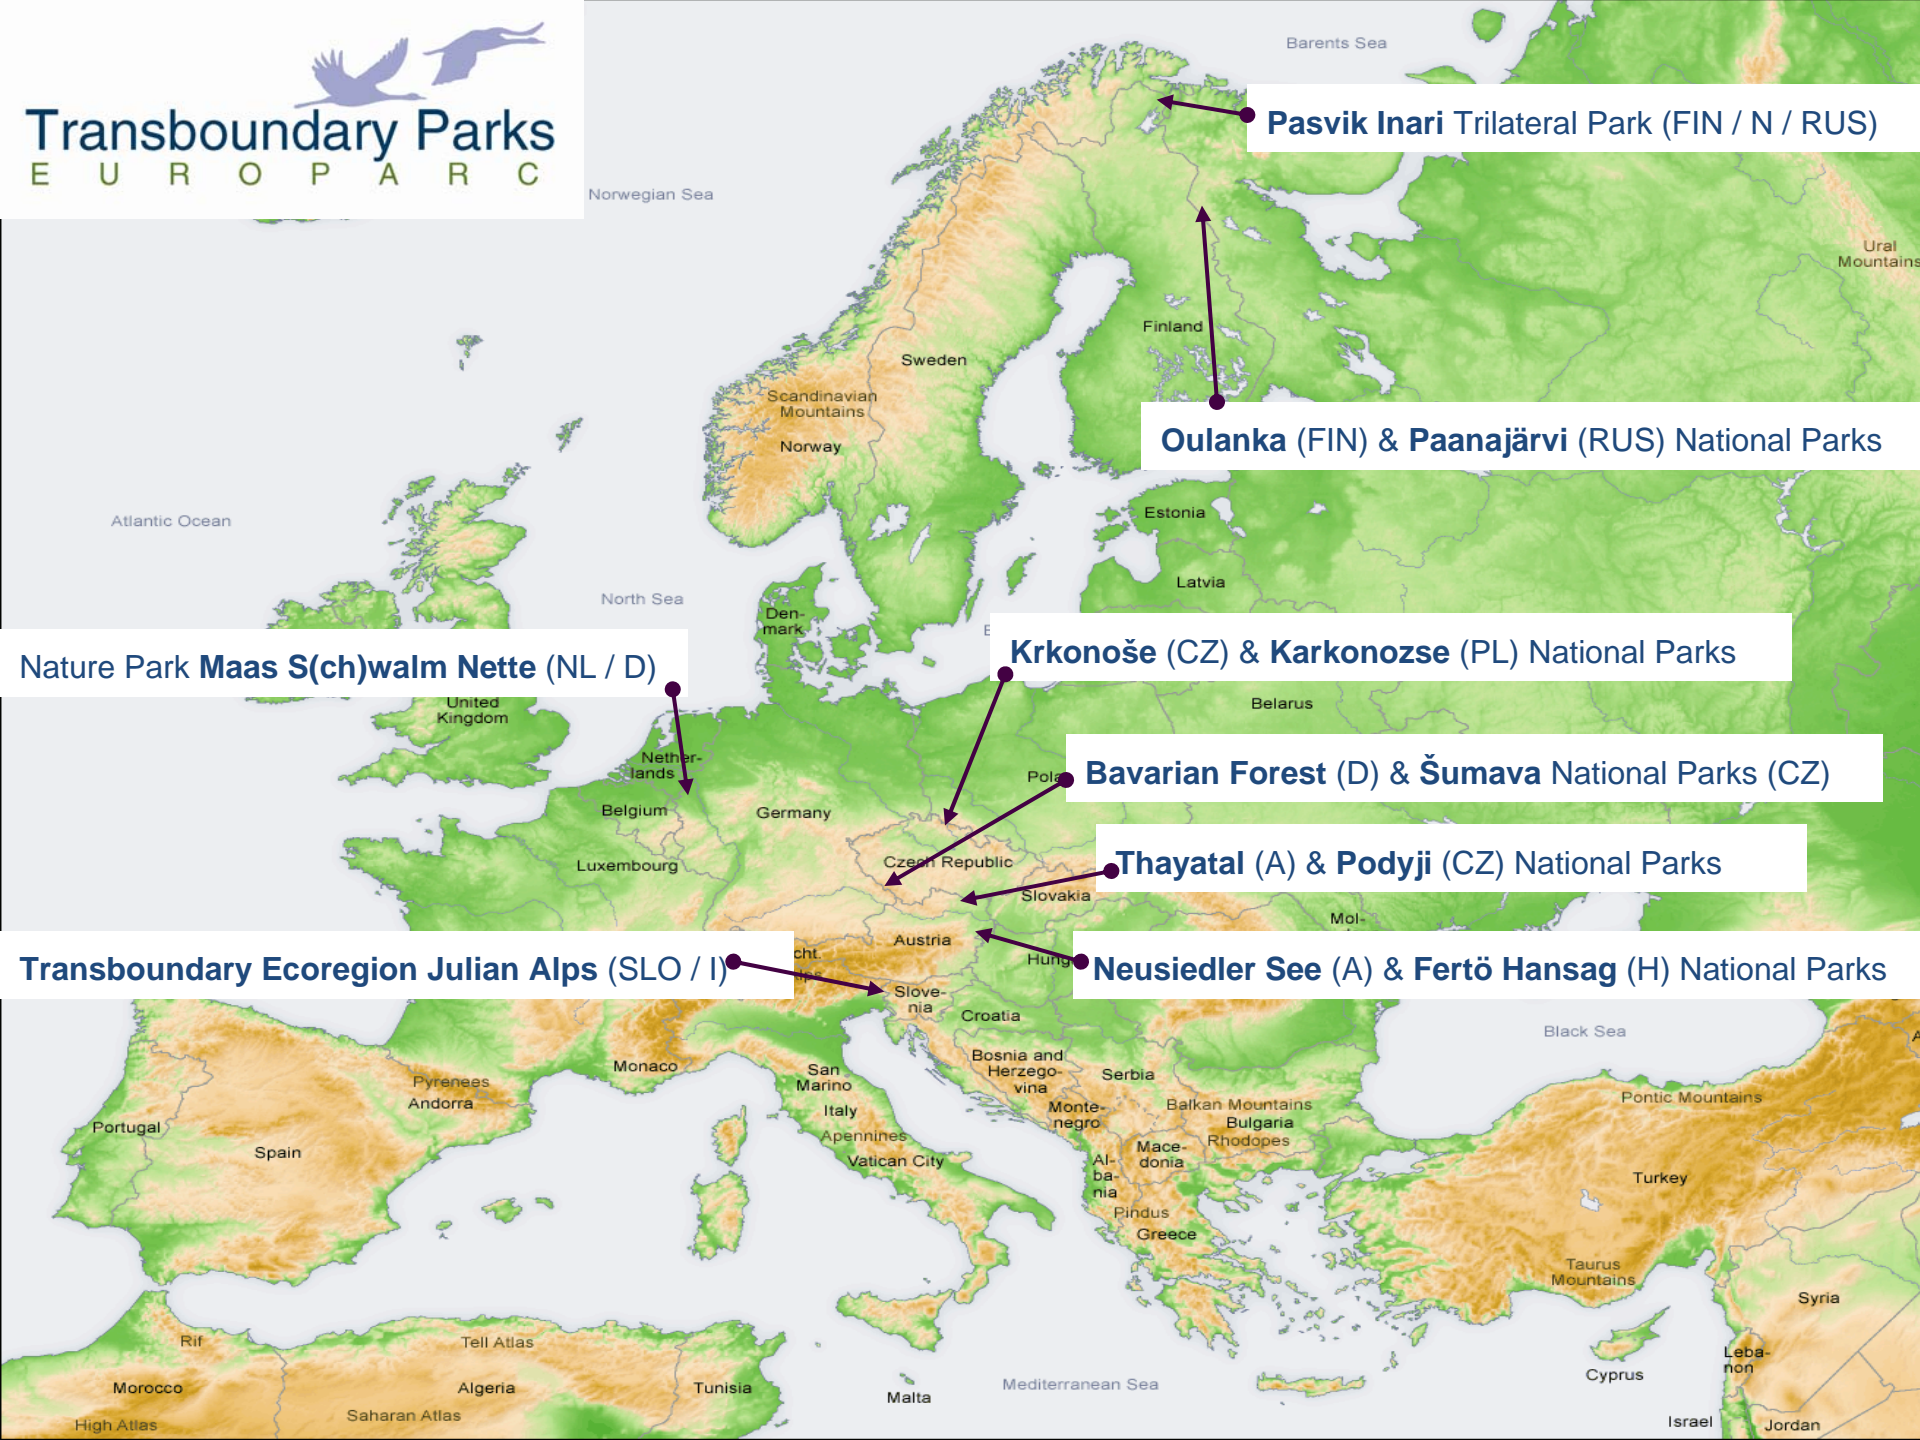 Transboundary Parks
EUROPARC
Barents Sea
Pasvik Inari Trilateral Park (FIN / N / RUS)
Norwegian Sea
Ural
Mountains
Finland
Sweden
Scandinavian
Mountains
Norway
Oulanka (FIN) & Paanajärvi (RUS) National Parks
Atlantic Ocean
Estonia
Latvia
North Sea
Den-
mark
Nature Park Maas S(ch)walm Nette (NL / D)
Krkonoše (CZ) & Karkonozse (PL) National Parks
United
Kingdom
Belarus
Nether-
lands
Pola
Bavarian Forest (D) & Šumava National Parks (CZ)
Belgium
Germany
Czech Republic
Luxembourg
Thayatal (A) & Podyji (CZ) National Parks
Slovakia
Mol-
Austria
cht.
Hung
Transboundary Ecoregion Julian Alps (SLO / I)
Neusiedler See (A) & Fertö Hansag (H) National Parks
Slove-
nia
Croatia
Black Sea
Monaco
San
Marino
Bosnia and
Herzego-
vina
Serbia
Pyrenees
Andorra
Italy
Monte-
negro
Balkan Mountains
Bulgaria
Rhodopes
Pontic Mountains
Portugal
Spain
Apennines
Vatican City
Mace-
donia
Al-
ba-
nia
Turkey
Pindus
Greece
Taurus
Mountains
Syria
Rif
Tell Atlas
Leba-
non
Morocco
Algeria
Tunisia
Malta
Mediterranean Sea
Cyprus
High Atlas
Saharan Atlas
Israel
Jordan